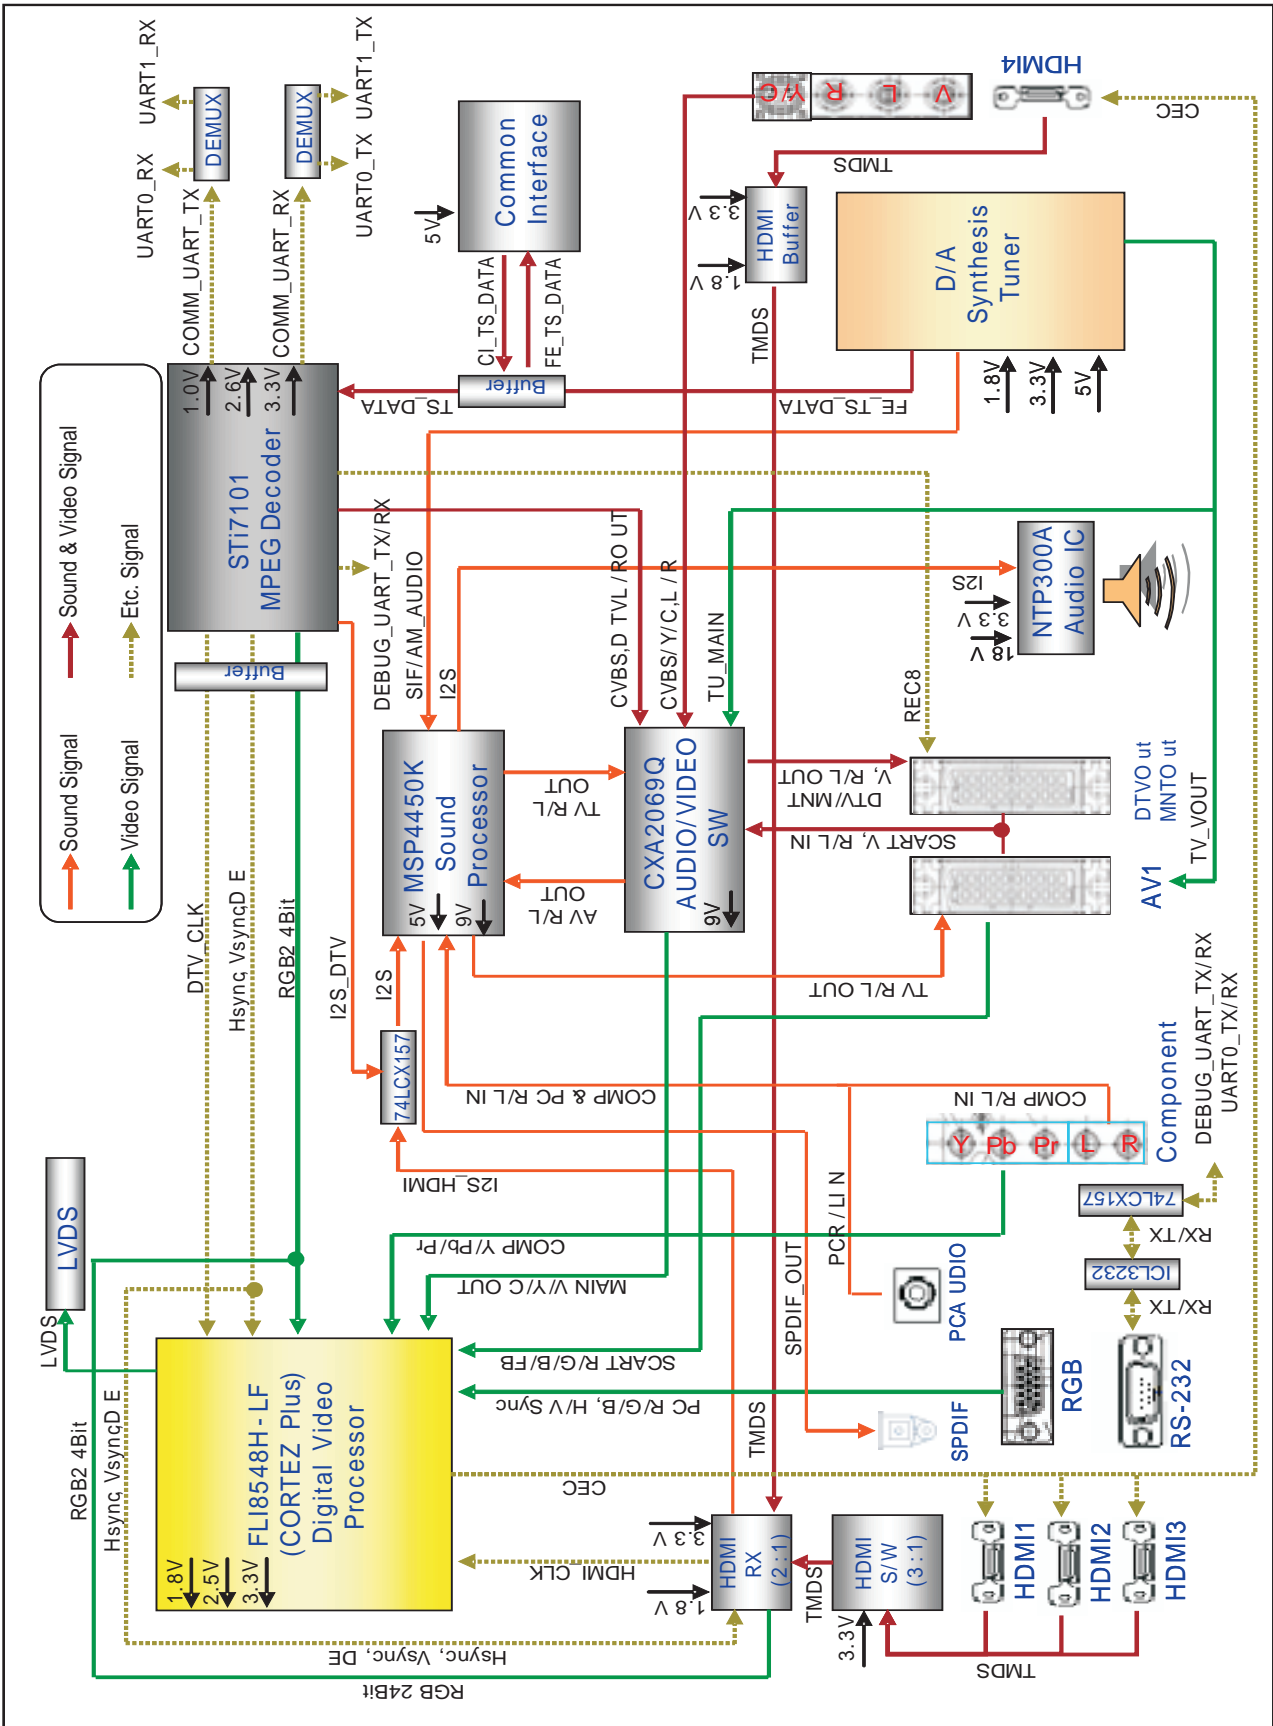 Sound Signal
Sound & Video Signal
Video Signal
Etc. Signal
LVDS
LVDS
RGB2 4Bit
Hsync, Vsync,D E
1.8V
2.5V
3.3V
FLI8548H - LF
(CORTEZ Plus)
Digital Video
Processor
Hsync, Vsync, DE
RGB 24Bit
DTV_CLK
Hsync, Vsync,D E
RGB2 4Bit
Buffer
STi7101
MPEG Decoder
1.0V
2.6V
3.3V
COMM_UART_TX
COMM_UART_RX
UART0_RX
UART1_RX
DEMUX
DEMUX
UART0_TX
UART1_TX
I2S_DTV
DEBUG_UART_TX/RX
TS_DATA
Buffer
CI_TS_DATA
FE_TS_DATA
5V
Common
Interface
I2S_HDMI
74LCX157
I2S
SIF/AM_AUDIO
I2S
MSP4450K
Sound
Processor
5V
9V
COMP & PC R/L IN
TV R/L
OUT
AV R/L
OUT
CXA2069Q
AUDIO/VIDEO
SW
9V
CVBS,D TVL / RO UT
CVBS/ Y/ C,L / R
TU_MAIN
COMP Y/Pb/Pr
MAIN V/Y/C OUT
SCART R/G/B/FB
PC R/G/B, H/V Sync
CEC
HDMI_CLK
TMDS
HDMI
RX
(2:1)
1.8 V
3.3 V
TMDS
HDMI
S/W
(3:1)
3.3V
TMDS
HDMI1
HDMI2
HDMI3
SPDIF_OUT
SPDIF
PCR / LI N
PCA UDIO
RGB
RS-232
RX/TX
ICL3232
RX/TX
74LCX157
DEBUG_UART_TX/RX
UART0_TX/RX
Y
Pb
Pr
L
R
Component
COMP R/L IN
TV R/L OUT
SCART V, R/L IN
DTV/MNT
V, R/L OUT
REC8
AV1
DTVO ut
MNTO ut
TV_VOUT
I2S
3.3 V
18 V
NTP300A
Audio IC
FE_TS_DATA
TMDS
1.8V
3.3V
5V
D/A
Synthesis
Tuner
HDMI
Buffer
1.8 V
3.3 V
TMDS
Y/C
R
L
V
HDMI4
CEC